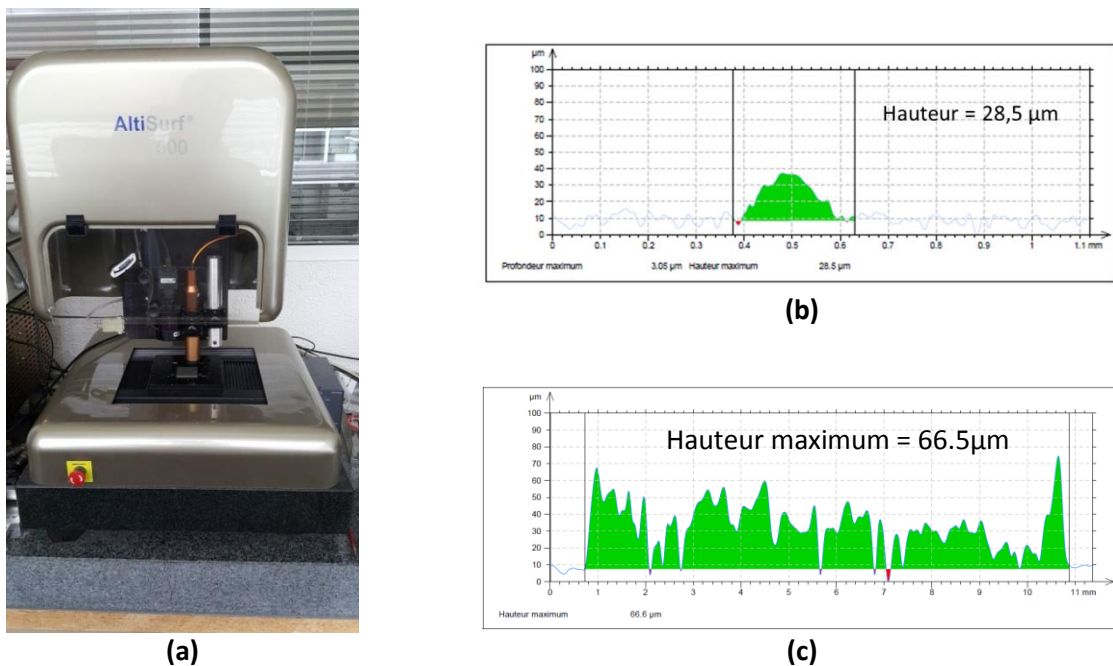 AltiSurf®
500
(a)
µm
100
90
80
70
60
50
40
30
20
10
0
Hauteur = 28,5 µm
0 0.1 0.2 0.3 0.4 0.5 0.6 0.7 0.8 0.9 1 1.1 mm
Profondeur maximum 3.05 µm Hauteur maximum 28.5 µm
(b)
µm
100
90
80
70
60
50
40
30
20
10
0
Hauteur maximum = 66.5µm
0 1 2 3 4 5 6 7 8 9 10 11 mm
Hauteur maximum 66.6 µm
(c)